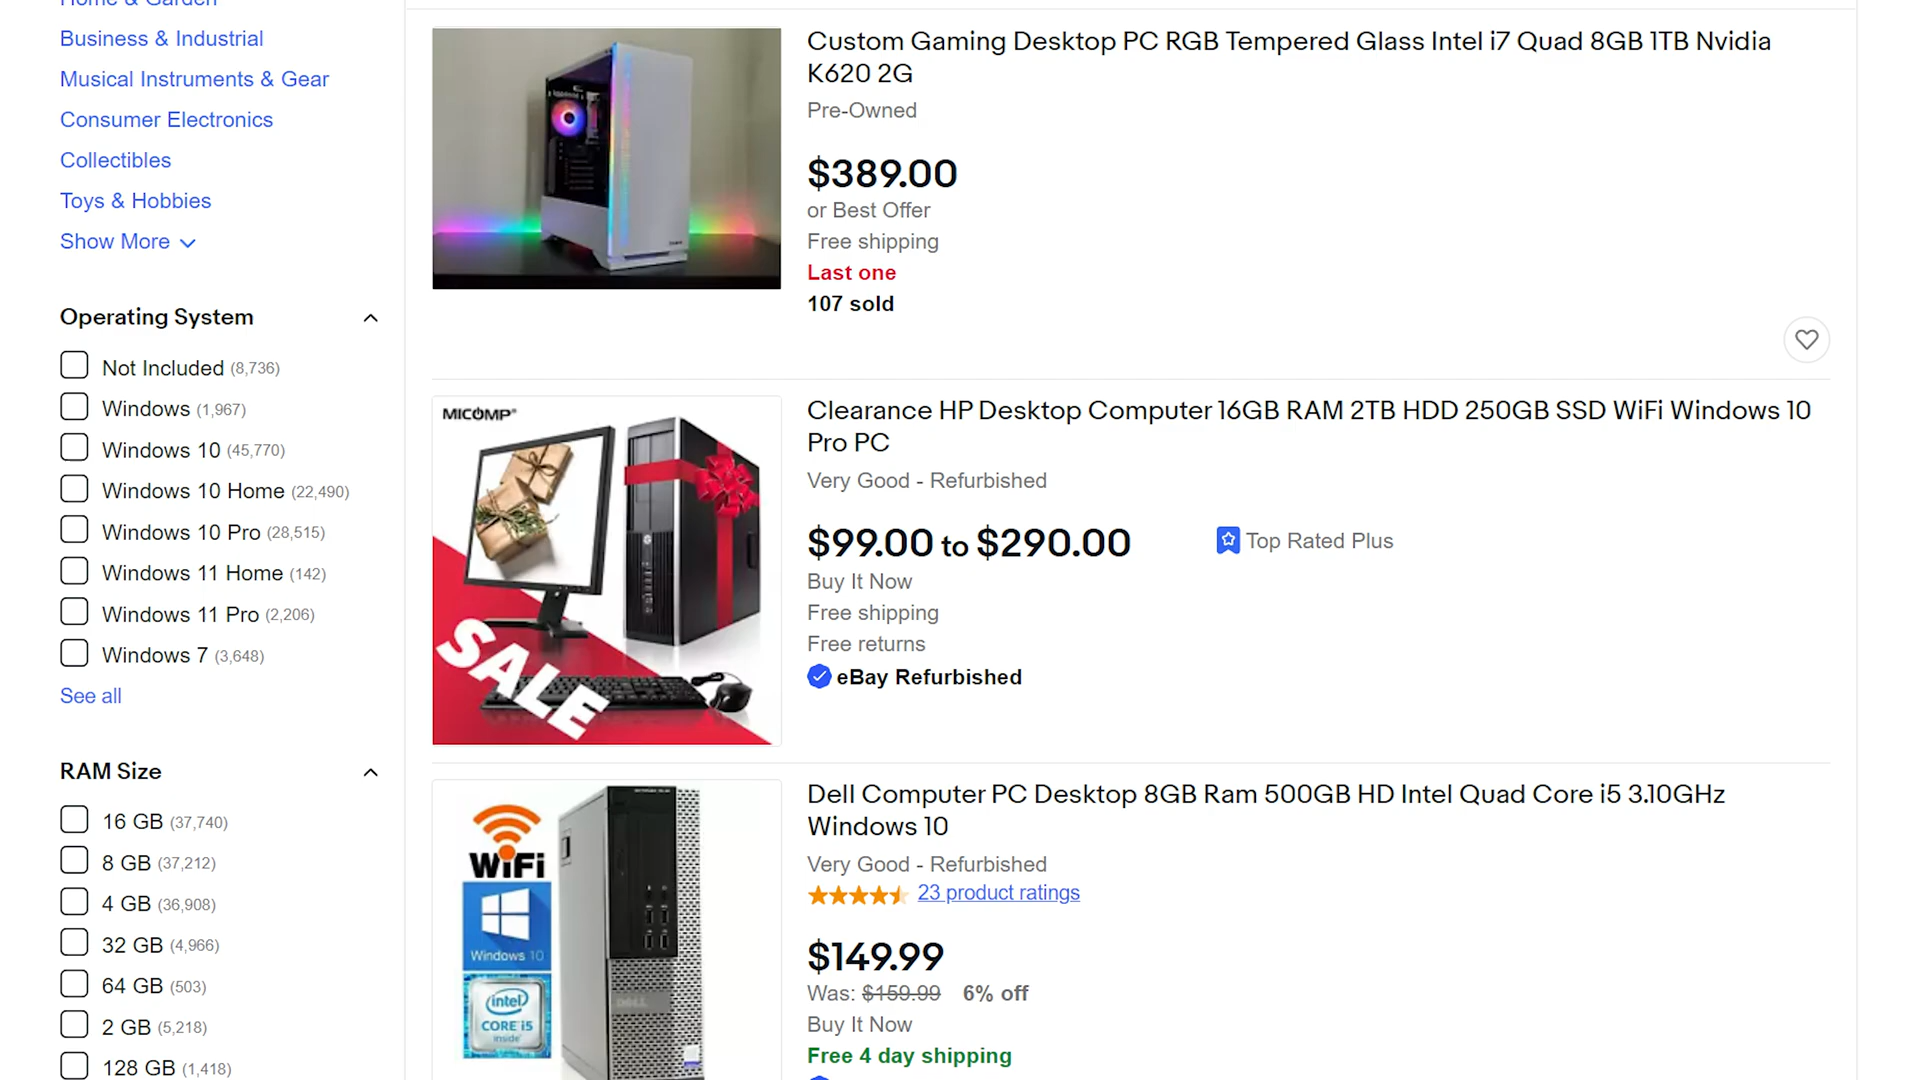 Home & Garden
Business & Industrial
Musical Instruments & Gear
Consumer Electronics
Collectibles
Toys & Hobbies
Show More
Operating System
Not Included (8,736)
Windows (1,967)
Windows 10 (45,770)
Windows 10 Home (22,490)
Windows 10 Pro (28,515)
Windows 11 Home (142)
Windows 11 Pro (2,206)
Windows 7 (3,648)
See all
RAM Size
16 GB (37,740)
8 GB (37,212)
4 GB (36,908)
32 GB (4,966)
64 GB (503)
2 GB (5,218)
128 GB (1,418)
Custom Gaming Desktop PC RGB Tempered Glass Intel i7 Quad 8GB 1TB Nvidia
K620 2G
Pre-Owned
$389.00
or Best Offer
Free shipping
Last one
107 sold
MICOMP
SALE
Clearance HP Desktop Computer 16GB RAM 2TB HDD 250GB SSD WiFi Windows 10
Pro PC
Very Good - Refurbished
$99.00 to $290.00
Top Rated Plus
Buy It Now
Free shipping
Free returns
eBay Refurbished
WiFi
Windows 10
intel
CORE i5
inside
DELL
Dell Computer PC Desktop 8GB Ram 500GB HD Intel Quad Core i5 3.10GHz
Windows 10
Very Good - Refurbished
23 product ratings
$149.99
Was: $159.99 6% off
Buy It Now
Free 4 day shipping